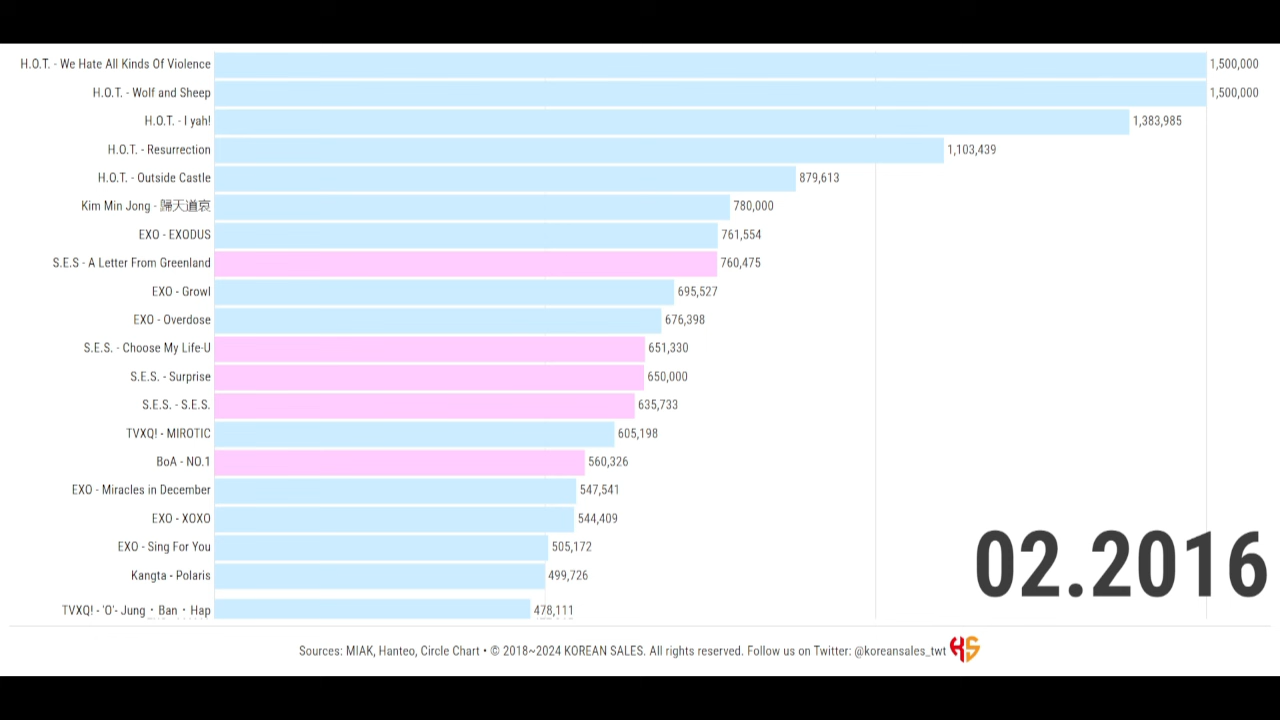 H.O.T. - We Hate All Kinds Of Violence 1,500,000
H.O.T. - Wolf and Sheep 1,500,000
H.O.T. - I yah! 1,383,985
H.O.T. - Resurrection 1,103,439
H.O.T. - Outside Castle 879,613
Kim Min Jong - 歸天道哀 780,000
EXO - EXODUS 761,554
S.E.S - A Letter From Greenland 760,475
EXO - Growl 695,527
EXO - Overdose 676,398
S.E.S. - Choose My Life-U 651,330
S.E.S. - Surprise 650,000
S.E.S. - S.E.S. 635,733
TVXQ! - MIROTIC 605,198
BoA - NO.1 560,326
EXO - Miracles in December 547,541
EXO - XOXO 544,409
EXO - Sing For You 505,172
Kangta - Polaris 499,726
TVXQ! - 'O'- Jung・Ban・Hap 478,111
02.2016
Sources: MIAK, Hanteo, Circle Chart • © 2018~2024 KOREAN SALES. All rights reserved. Follow us on Twitter: @koreansales_twt KS